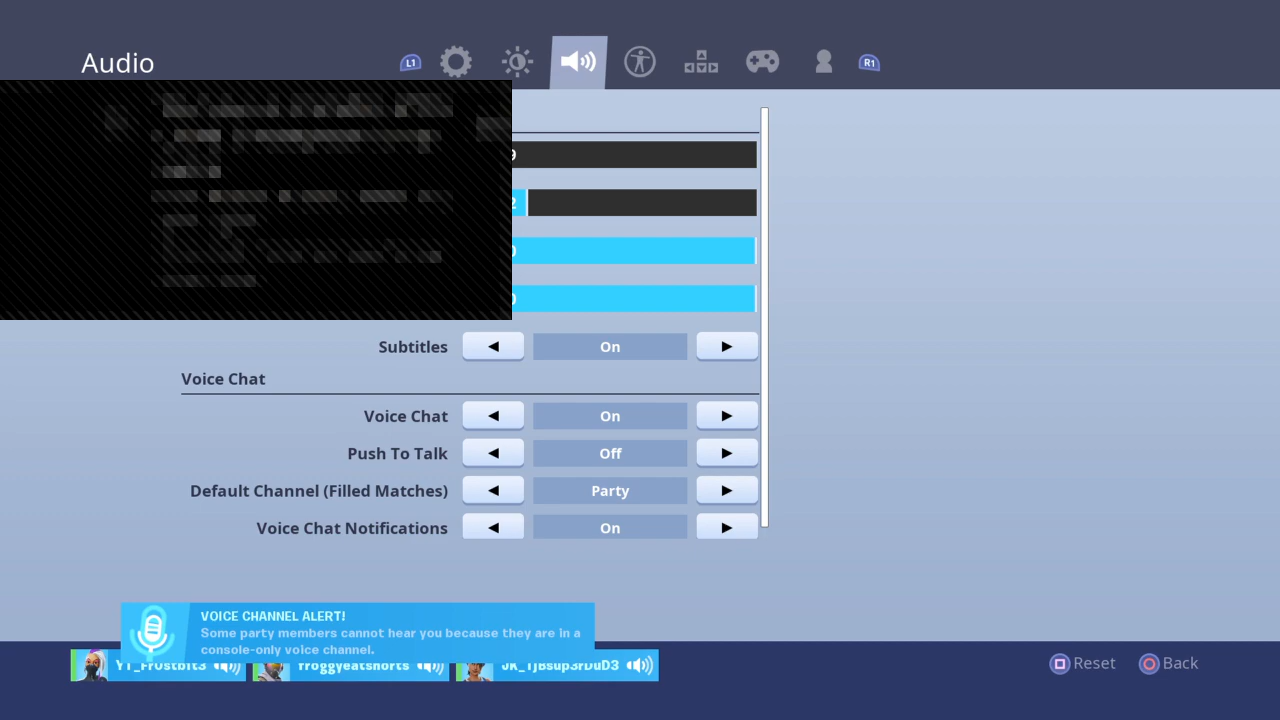 Audio
L1
R1
Subtitles On
Voice Chat
Voice Chat On
Push To Talk Off
Default Channel (Filled Matches) Party
Voice Chat Notifications On
VOICE CHANNEL ALERT!
Some party members cannot hear you because they are in a
console-only voice channel.
froggyeatshorts
Reset
Back